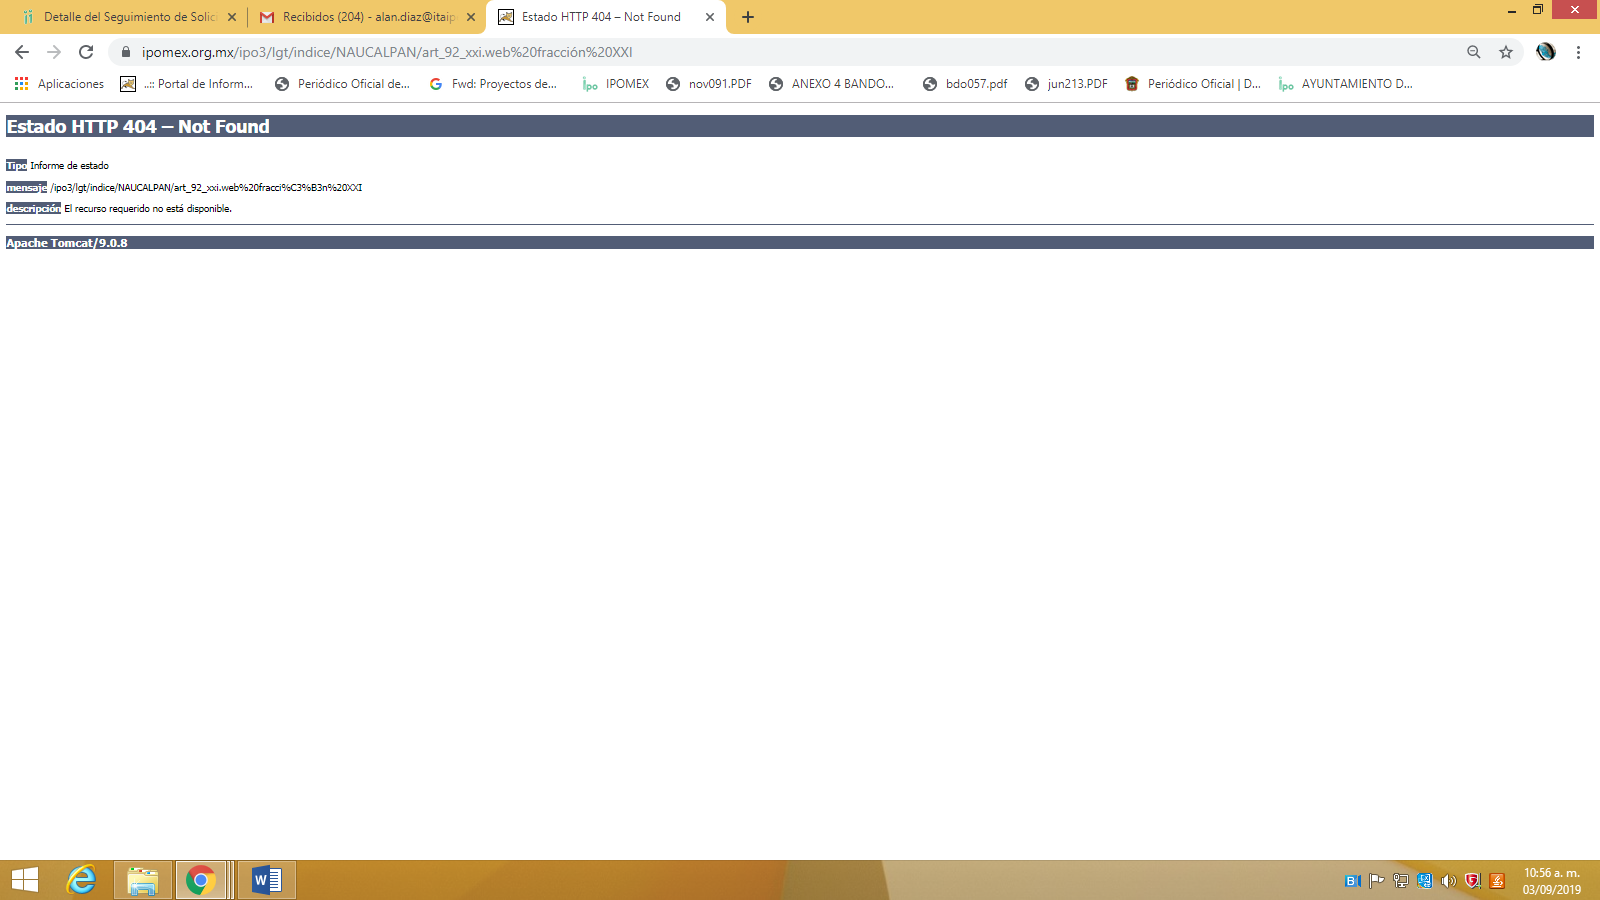 Detalle del Seguimiento de Solici
Recibidos (204) - alan.diaz@itaip
Estado HTTP 404 – Not Found
ipomex.org.mx/ipo3/lgt/indice/NAUCALPAN/art_92_xxi.web%20fracción%20XXI
Aplicaciones
..:: Portal de Inform...
Periódico Oficial de...
Fwd: Proyectos de...
IPOMEX
nov091.PDF
ANEXO 4 BANDO...
bdo057.pdf
jun213.PDF
Periódico Oficial | D...
AYUNTAMIENTO D...
Estado HTTP 404 – Not Found
Tipo Informe de estado
mensaje /ipo3/lgt/indice/NAUCALPAN/art_92_xxi.web%20fracci%C3%B3n%20XXI
descripción El recurso requerido no está disponible.
Apache Tomcat/9.0.8
10:56 a. m.
03/09/2019